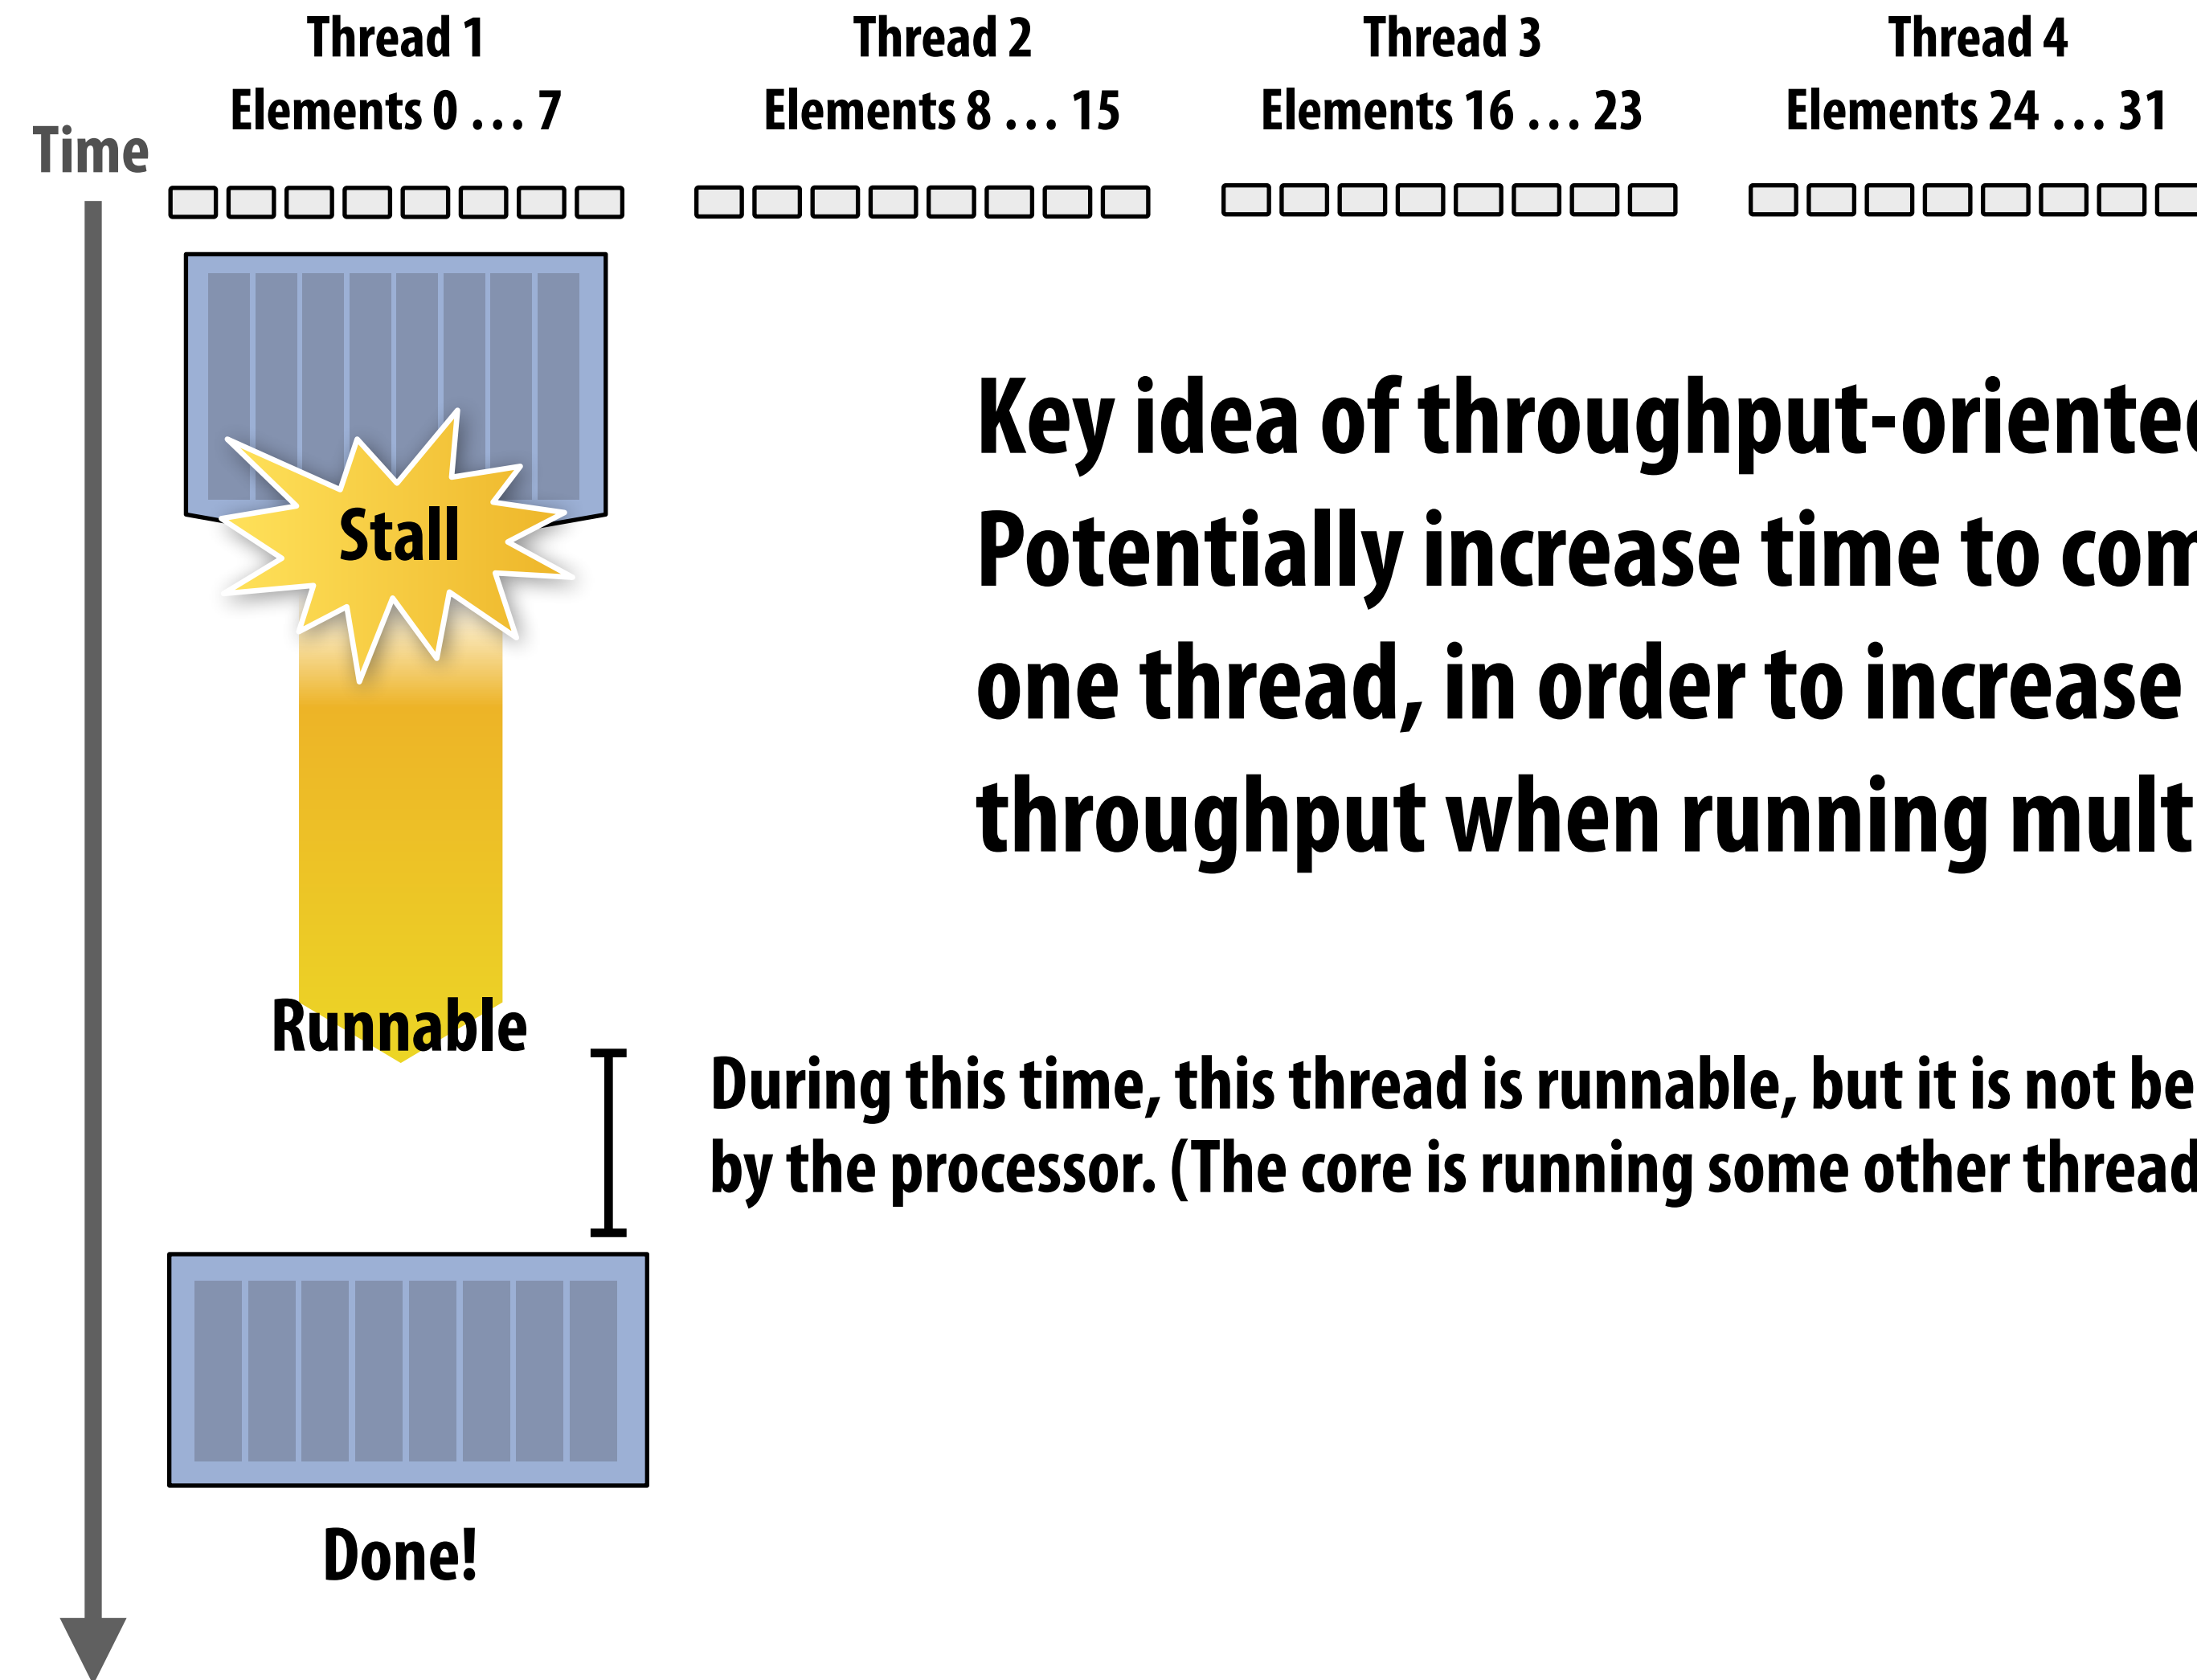 Thread 1
Elements 0 . . . 7
Thread 2
Elements 8 . . . 15
Thread 3
Elements 16 . . . 23
Thread 4
Elements 24 . . . 31
Time
Key idea of throughput-oriented
Potentially increase time to com
one thread, in order to increase
throughput when running mult
Stall
Runnable
During this time, this thread is runnable, but it is not be
by the processor. (The core is running some other thread
Done!